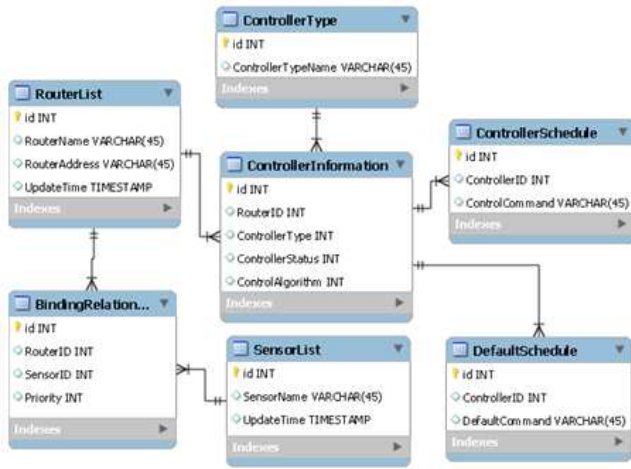 ControllerType
id INT
ControllerTypeName VARCHAR(45)
Indexes
RouterList
id INT
RouterName VARCHAR(45)
RouterAddress VARCHAR(45)
UpdateTime TIMESTAMP
Indexes
ControllerInformation
id INT
RouterID INT
ControllerType INT
ControllerStatus INT
ControlAlgorithm INT
Indexes
ControllerSchedule
id INT
ControllerID INT
ControlCommand VARCHAR(45)
Indexes
BindingRelation...
id INT
RouterID INT
SensorID INT
Priority INT
Indexes
SensorList
id INT
SensorName VARCHAR(45)
UpdateTime TIMESTAMP
Indexes
DefaultSchedule
id INT
ControllerID INT
DefaultCommand VARCHAR(45)
Indexes